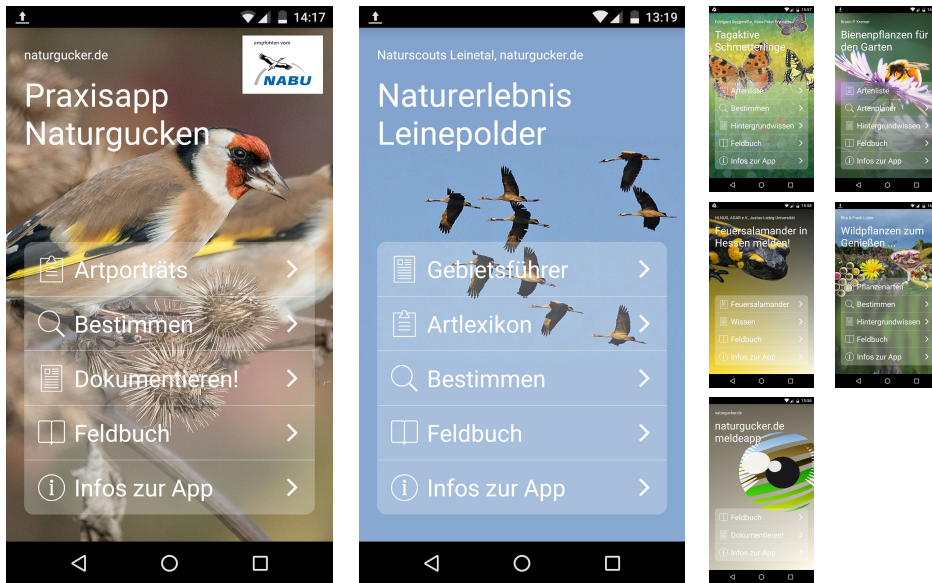 14:17
naturgucker.de
empfohlen vom
NABU
Praxisapp
Naturgucken
Artporträts
Bestimmen
Dokumentieren!
Feldbuch
Infos zur App
13:19
Naturscouts Leinetal, naturgucker.de
Naturerlebnis
Leinepolder
Gebietsführer
Artlexikon
Bestimmen
Feldbuch
Infos zur App
Tagaktive
Schmetterlinge
Artenliste
Bestimmen
Hintergrundwissen
Feldbuch
Infos zur App
Bruno P. Kremer
Bienenpflanzen für
den Garten
Artenliste
Artenplaner
Hintergrundwissen
Feldbuch
Infos zur App
Feuersalamander in
Hessen melden!
Feuersalamander
Wissen
Feldbuch
Infos zur App
Wildpflanzen zum
Genießen ...
Pflanzenarten
Bestimmen
Hintergrundwissen
Feldbuch
Infos zur App
naturgucker.de
naturgucker.de
meldeapp
Feldbuch
Dokumentieren!
Infos zur App